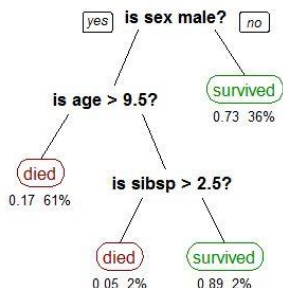 yes is sex male? no
is age > 9.5?
survived
0.73 36%
died
0.17 61%
is sibsp > 2.5?
died survived
0.05 2% 0.89 2%